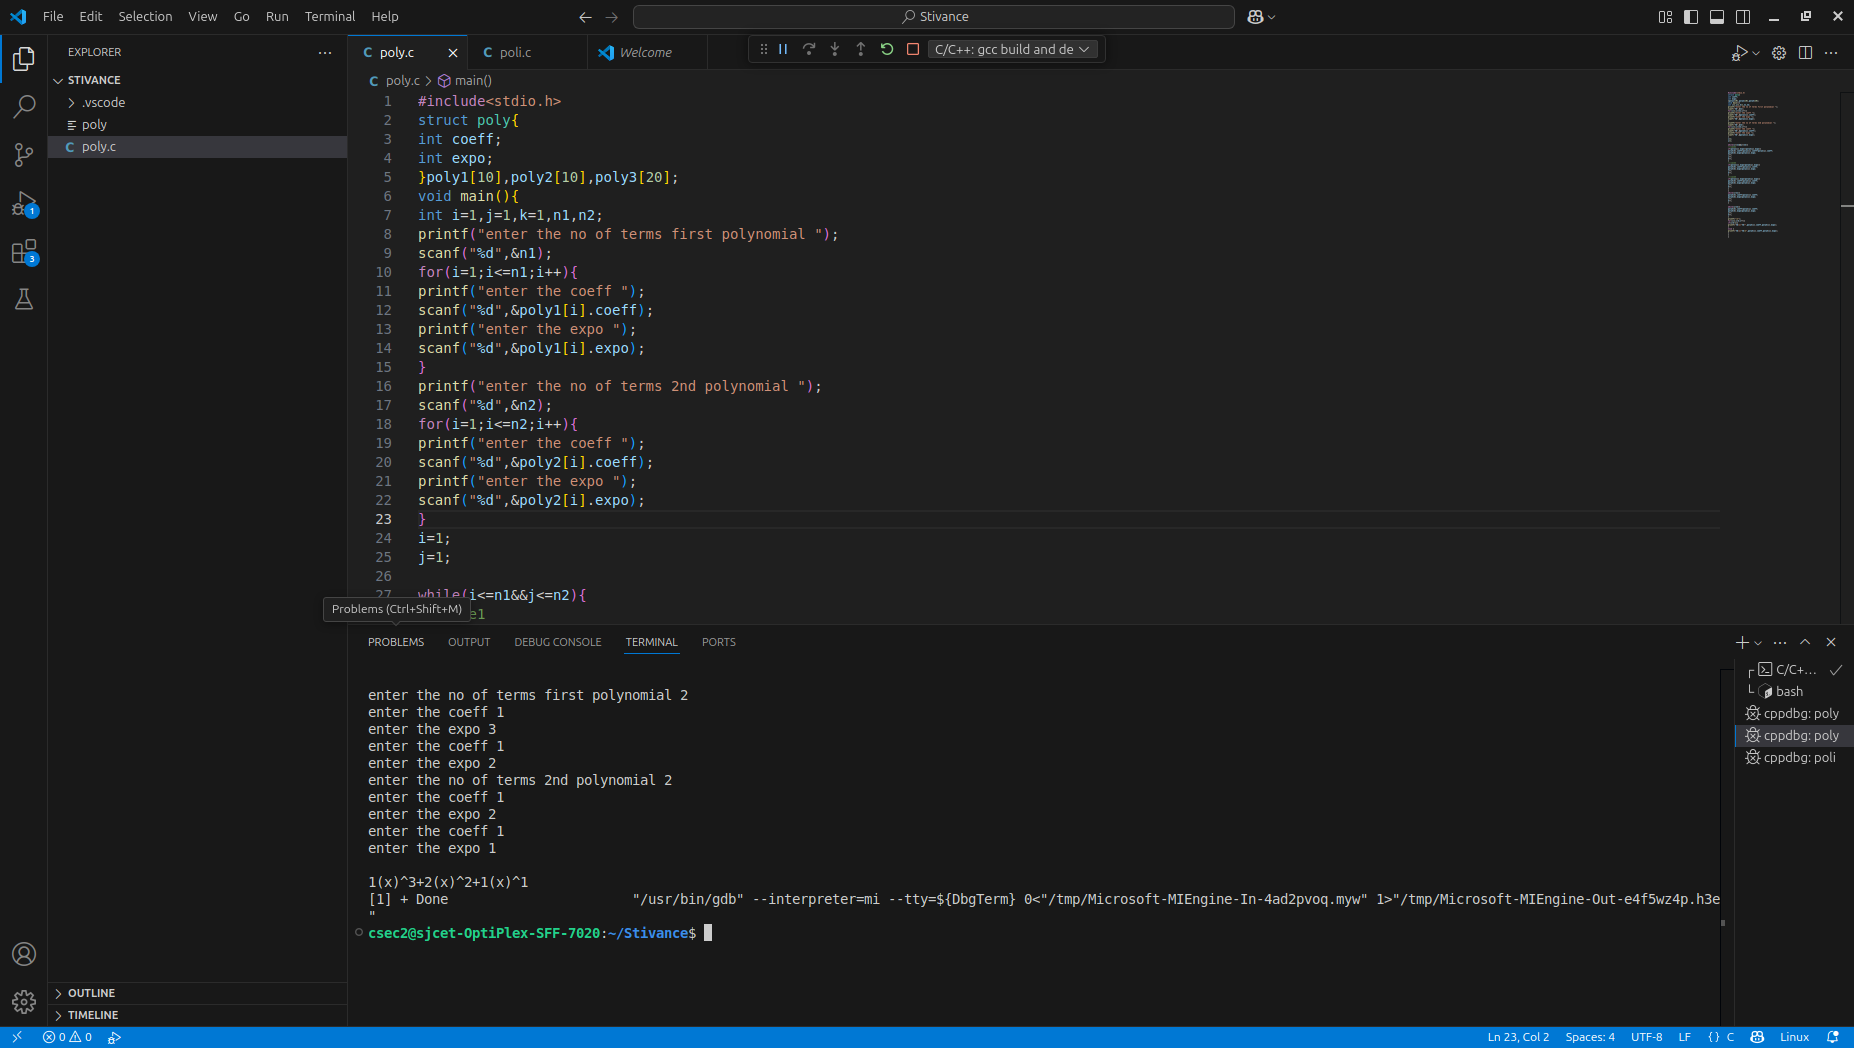 File Edit Selection View Go Run Terminal Help
Stivance
EXPLORER
STIVANCE
.vscode
poly
C poly.c
1
3
OUTLINE
TIMELINE
C poly.c
C poli.c
Welcome
C/C++: gcc build and de
C poly.c > main()
1 #include<stdio.h>
2 struct poly{
3 int coeff;
4 int expo;
5 }poly1[10],poly2[10],poly3[20];
6 void main(){
7 int i=1,j=1,k=1,n1,n2;
8 printf("enter the no of terms first polynomial ");
9 scanf("%d",&n1);
10 for(i=1;i<=n1;i++){
11 printf("enter the coeff ");
12 scanf("%d",&poly1[i].coeff);
13 printf("enter the expo ");
14 scanf("%d",&poly1[i].expo);
15 }
16 printf("enter the no of terms 2nd polynomial ");
17 scanf("%d",&n2);
18 for(i=1;i<=n2;i++){
19 printf("enter the coeff ");
20 scanf("%d",&poly2[i].coeff);
21 printf("enter the expo ");
22 scanf("%d",&poly2[i].expo);
23 }
24 i=1;
25 j=1;
26
27 while(i<=n1&&j<=n2){
e1
Problems (Ctrl+Shift+M)
PROBLEMS OUTPUT DEBUG CONSOLE TERMINAL PORTS
enter the no of terms first polynomial 2
enter the coeff 1
enter the expo 3
enter the coeff 1
enter the expo 2
enter the no of terms 2nd polynomial 2
enter the coeff 1
enter the expo 2
enter the coeff 1
enter the expo 1
1(x)^3+2(x)^2+1(x)^1
[1] + Done "/usr/bin/gdb" --interpreter=mi --tty=${DbgTerm} 0<"/tmp/Microsoft-MIEngine-In-4ad2pvoq.myw" 1>"/tmp/Microsoft-MIEngine-Out-e4f5wz4p.h3e
"
csec2@sjcet-OptiPlex-SFF-7020:~/Stivance$
C/C+...
bash
cppdbg: poly
cppdbg: poly
cppdbg: poli
0 0
Ln 23, Col 2 Spaces: 4 UTF-8 LF {} C Linux